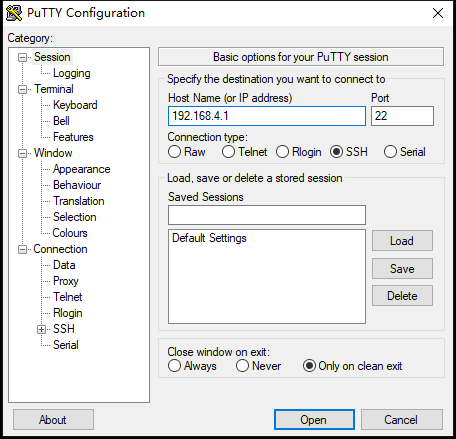 PuTTY Configuration
Category:
Session
Logging
Terminal
Keyboard
Bell
Features
Window
Appearance
Behaviour
Translation
Selection
Colours
Connection
Data
Proxy
Telnet
Rlogin
SSH
Serial
Basic options for your PuTTY session
Specify the destination you want to connect to
Host Name (or IP address) Port
192.168.4.1 22
Connection type:
Raw Telnet Rlogin SSH Serial
Load, save or delete a stored session
Saved Sessions
Default Settings
Load
Save
Delete
Close window on exit:
Always Never Only on clean exit
About Open Cancel